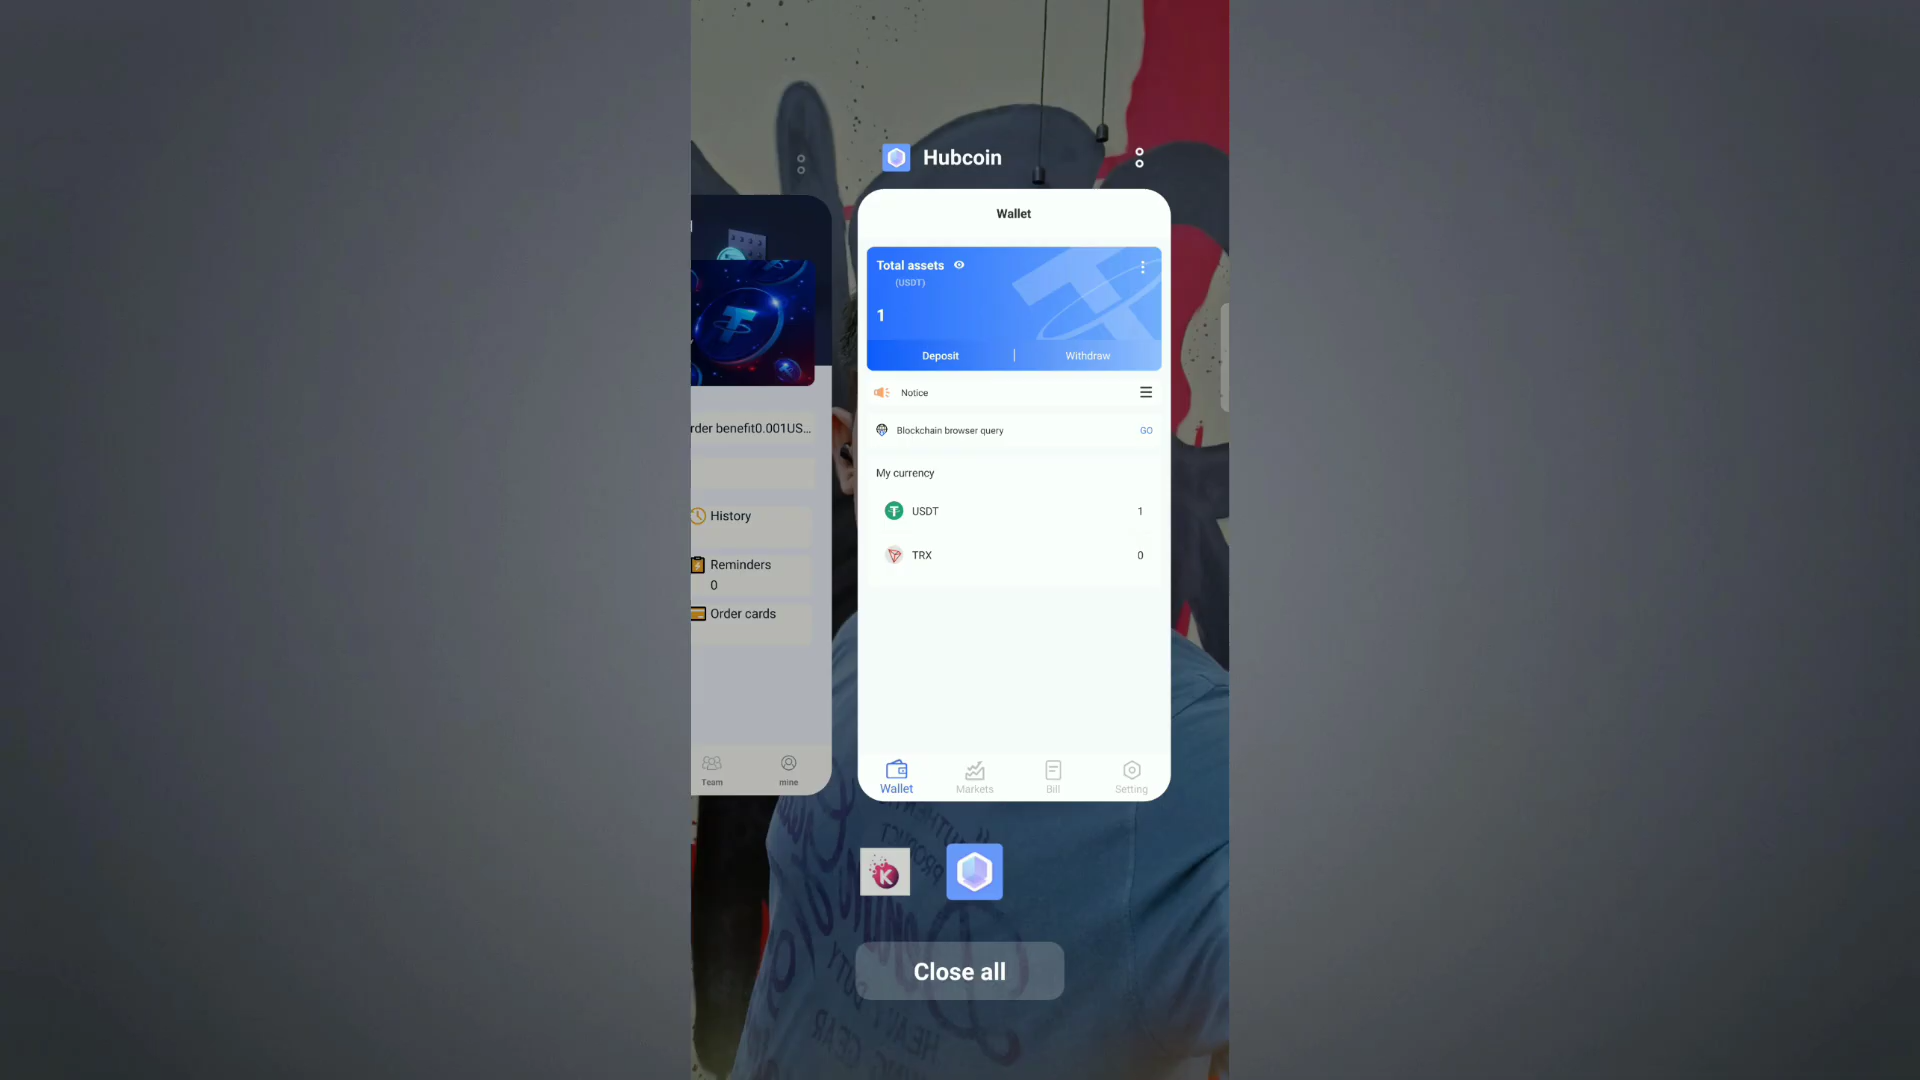 Hubcoin
Wallet
Total assets
(USDT)
1
Deposit | Withdraw
Notice
Blockchain browser query GO
My currency
USDT 1
TRX 0
Wallet Markets Bill Setting
rder benefit0.001US...
History
Reminders
0
Order cards
Team mine
K
Close all